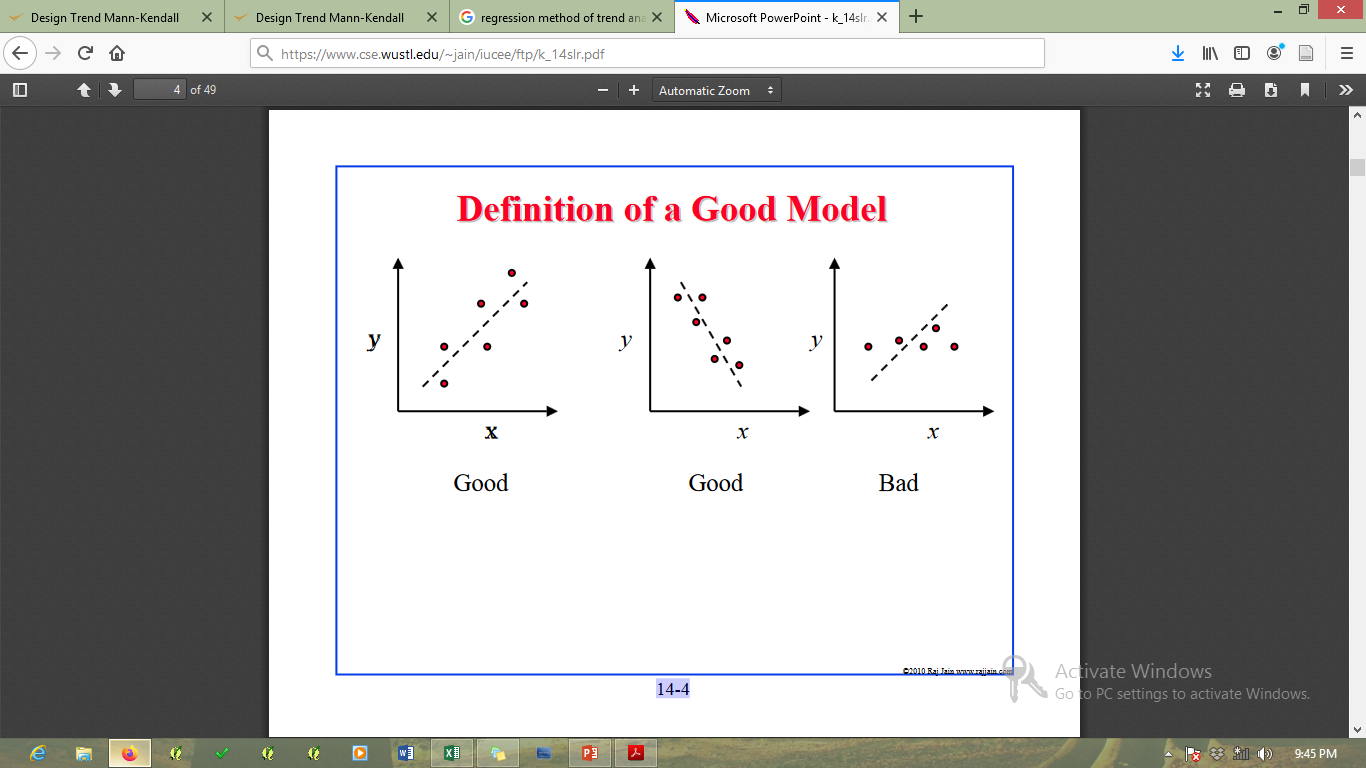 Design Trend Mann-Kendall
Design Trend Mann-Kendall
regression method of trend ana
Microsoft PowerPoint - k_14slr.
https://www.cse.wustl.edu/~jain/iucee/ftp/k_14slr.pdf
4 of 49
Automatic Zoom
Definition of a Good Model
y
y
y
x
x
x
Good
Good
Bad
©2010 Raj Jain www.rajjain.com
14-4
Activate Windows
Go to PC settings to activate Windows.
9:45 PM